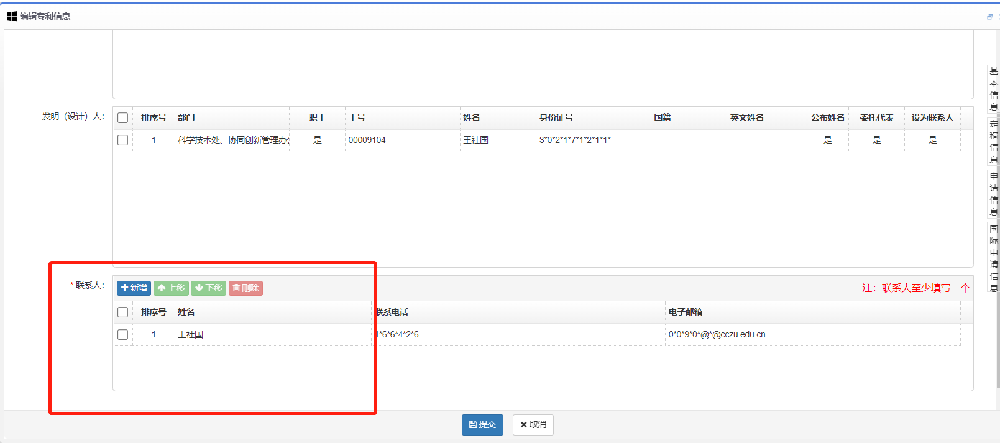 编辑专利信息
发明（设计）人：
排序号 部门 职工 工号 姓名 身份证号 国籍 英文姓名 公布姓名 委托代表 设为联系人
1 科学技术处、协同创新管理办 是 00009104 王社国 3*0*2*1*7*1*2*1*1* 是 是 是
* 联系人：
新增 上移 下移 删除 注：联系人至少填写一个
排序号 姓名 联系电话 电子邮箱
1 王社国 *6*6*4*2*6 0*0*9*0*@*@cczu.edu.cn
提交 取消
基本信息
定稿信息
申请信息
国际申请信息